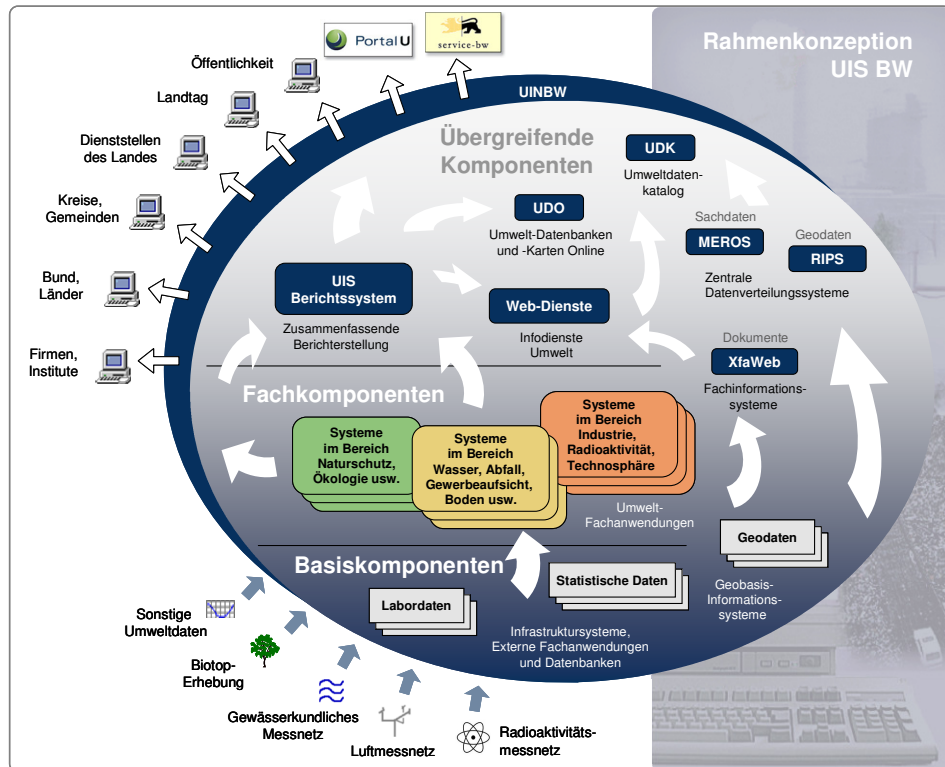 Portal U
service-bw
Rahmenkonzeption
UIS BW
Öffentlichkeit
Landtag
Dienststellen
des Landes
Kreise,
Gemeinden
Bund,
Länder
Firmen,
Institute
UINBW
Übergreifende
Komponenten
UDK
Umweltdaten-
katalog
UDO
Umwelt-Datenbanken
und -Karten Online
Sachdaten
MEROS
Geodaten
RIPS
Zentrale
Datenverteilungssysteme
UIS
Berichtssystem
Zusammenfassende
Berichterstellung
Web-Dienste
Infodienste
Umwelt
Dokumente
XfaWeb
Fachinformations-
systeme
Fachkomponenten
Systeme
im Bereich
Naturschutz,
Ökologie usw.
Systeme
im Bereich
Wasser, Abfall,
Gewerbeaufsicht,
Boden usw.
Systeme
im Bereich
Industrie,
Radioaktivität,
Technosphäre
Umwelt-
Fachanwendungen
Basiskomponenten
Labordaten
Statistische Daten
Geodaten
Geobasis-
Informations-
systeme
Infrastruktursysteme,
Externe Fachanwendungen
und Datenbanken
Sonstige
Umweltdaten
Biotop-
Erhebung
Gewässerkundliches
Messnetz
Luftmessnetz
Radioaktivitäts-
messnetz